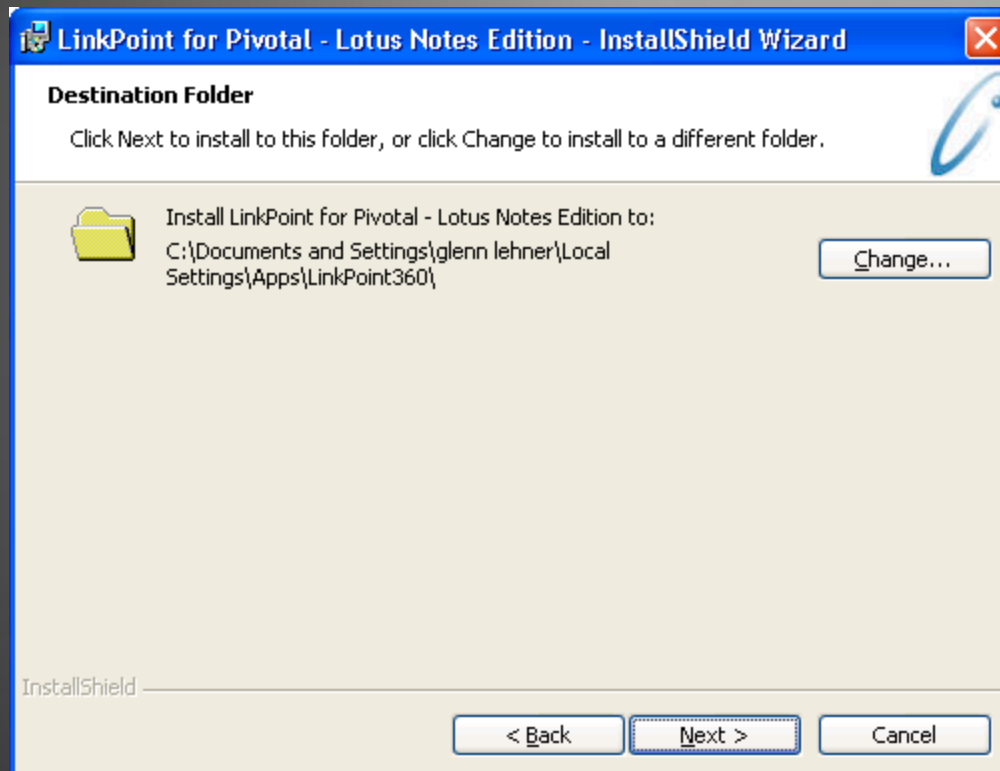 LinkPoint for Pivotal - Lotus Notes Edition - InstallShield Wizard
Destination Folder
Click Next to install to this folder, or click Change to install to a different folder.
Install LinkPoint for Pivotal - Lotus Notes Edition to:
C:\Documents and Settings\glenn lehner\Local
Settings\Apps\LinkPoint360\
Change...
InstallShield
< Back
Next >
Cancel